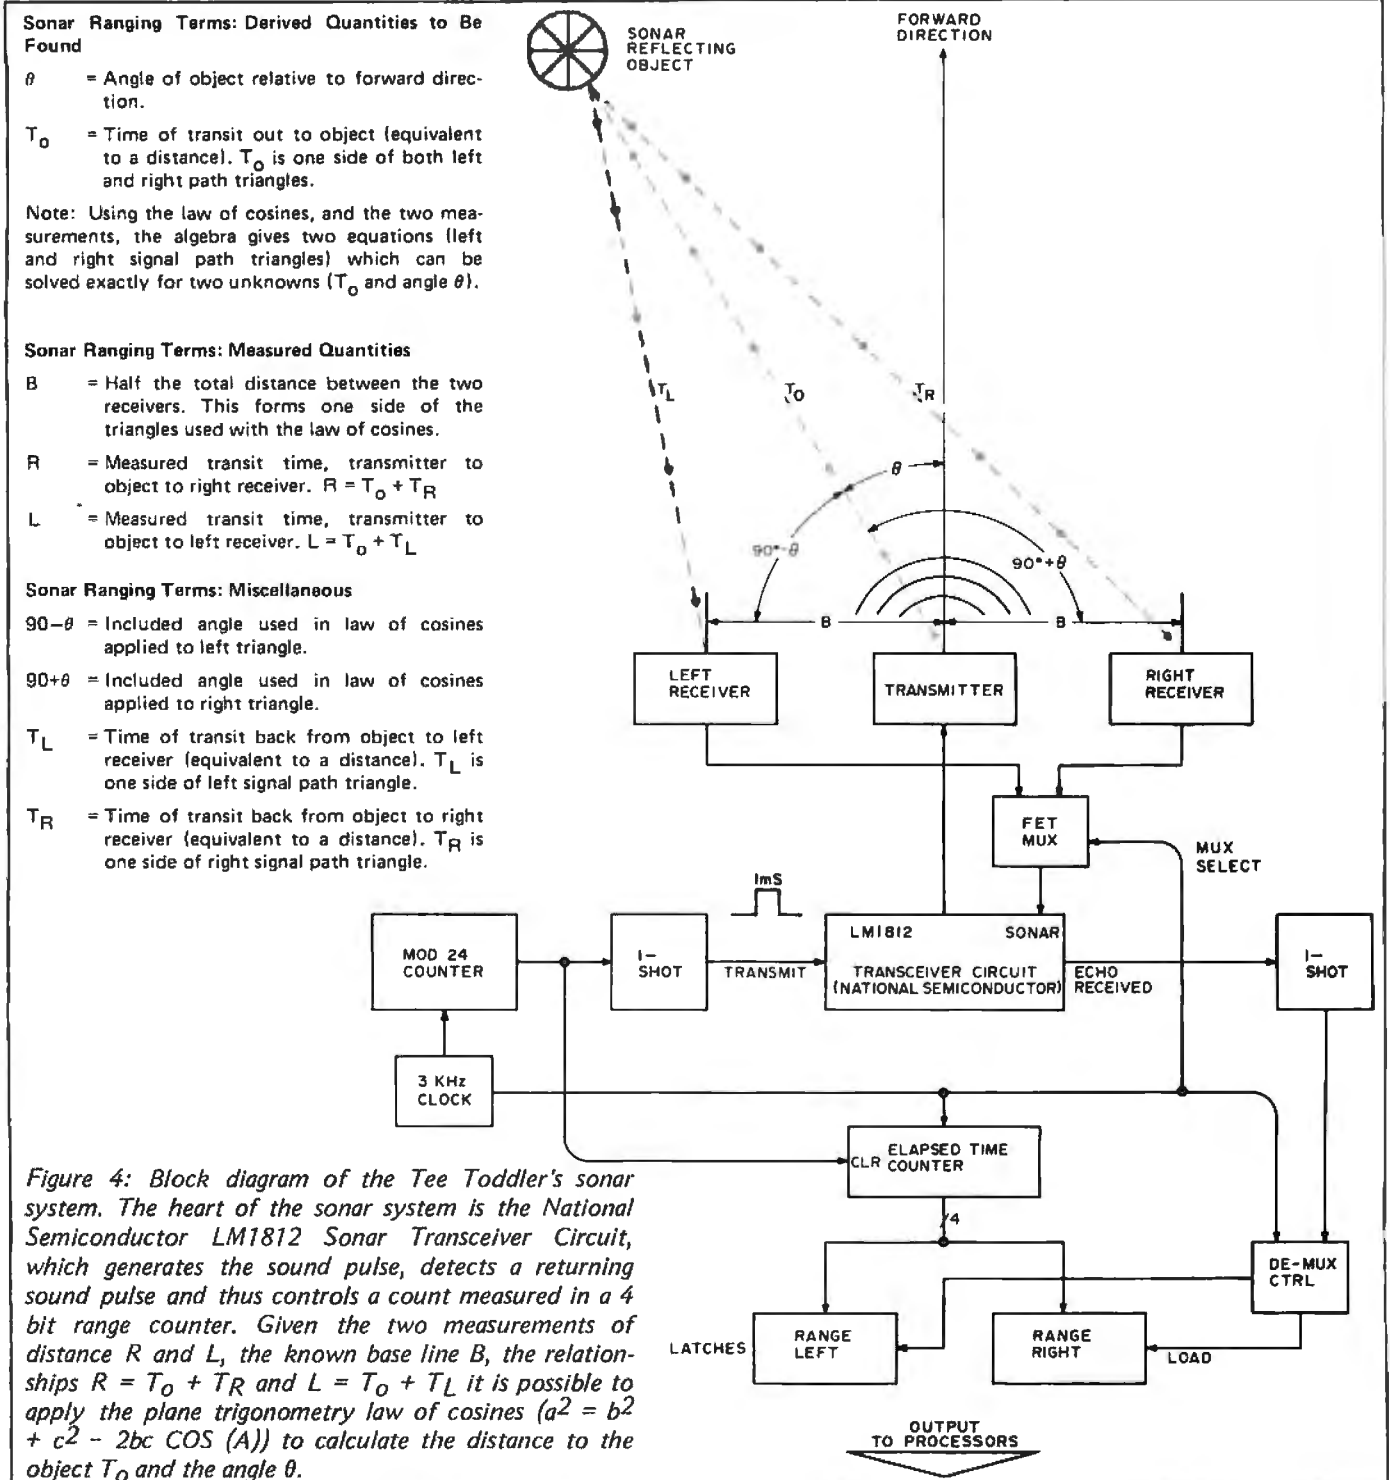 Sonar Ranging Terms: Derived Quantities to Be
Found
θ = Angle of object relative to forward direc-
tion.
To = Time of transit out to object (equivalent
to a distance). To is one side of both left
and right path triangles.
Note: Using the law of cosines, and the two mea-
surements, the algebra gives two equations (left
and right signal path triangles) which can be
solved exactly for two unknowns (To and angle θ).
Sonar Ranging Terms: Measured Quantities
B = Half the total distance between the two
receivers. This forms one side of the
triangles used with the law of cosines.
R = Measured transit time, transmitter to
object to right receiver. R = To + TR
L = Measured transit time, transmitter to
object to left receiver. L = To + TL
Sonar Ranging Terms: Miscellaneous
90–θ = Included angle used in law of cosines
applied to left triangle.
90+θ = Included angle used in law of cosines
applied to right triangle.
TL = Time of transit back from object to left
receiver (equivalent to a distance). TL is
one side of left signal path triangle.
TR = Time of transit back from object to right
receiver (equivalent to a distance). TR is
one side of right signal path triangle.
SONAR
REFLECTING
OBJECT
FORWARD
DIRECTION
TL
TO
TR
θ
90°-θ
90°+θ
B
B
LEFT
RECEIVER
TRANSMITTER
RIGHT
RECEIVER
FET
MUX
MUX
SELECT
1mS
MOD 24
COUNTER
1-
SHOT
TRANSMIT
LM1812 SONAR
TRANSCEIVER CIRCUIT
(NATIONAL SEMICONDUCTOR)
ECHO
RECEIVED
1-
SHOT
3 KHz
CLOCK
CLR
ELAPSED TIME
COUNTER
/4
DE-MUX
CTRL
LATCHES
RANGE
LEFT
RANGE
RIGHT
LOAD
OUTPUT
TO PROCESSORS
Figure 4: Block diagram of the Tee Toddler's sonar
system. The heart of the sonar system is the National
Semiconductor LM1812 Sonar Transceiver Circuit,
which generates the sound pulse, detects a returning
sound pulse and thus controls a count measured in a 4
bit range counter. Given the two measurements of
distance R and L, the known base line B, the relation-
ships R = TO + TR and L = TO + TL it is possible to
apply the plane trigonometry law of cosines (a2 = b2
+ c2 - 2bc COS (A)) to calculate the distance to the
object TO and the angle θ.